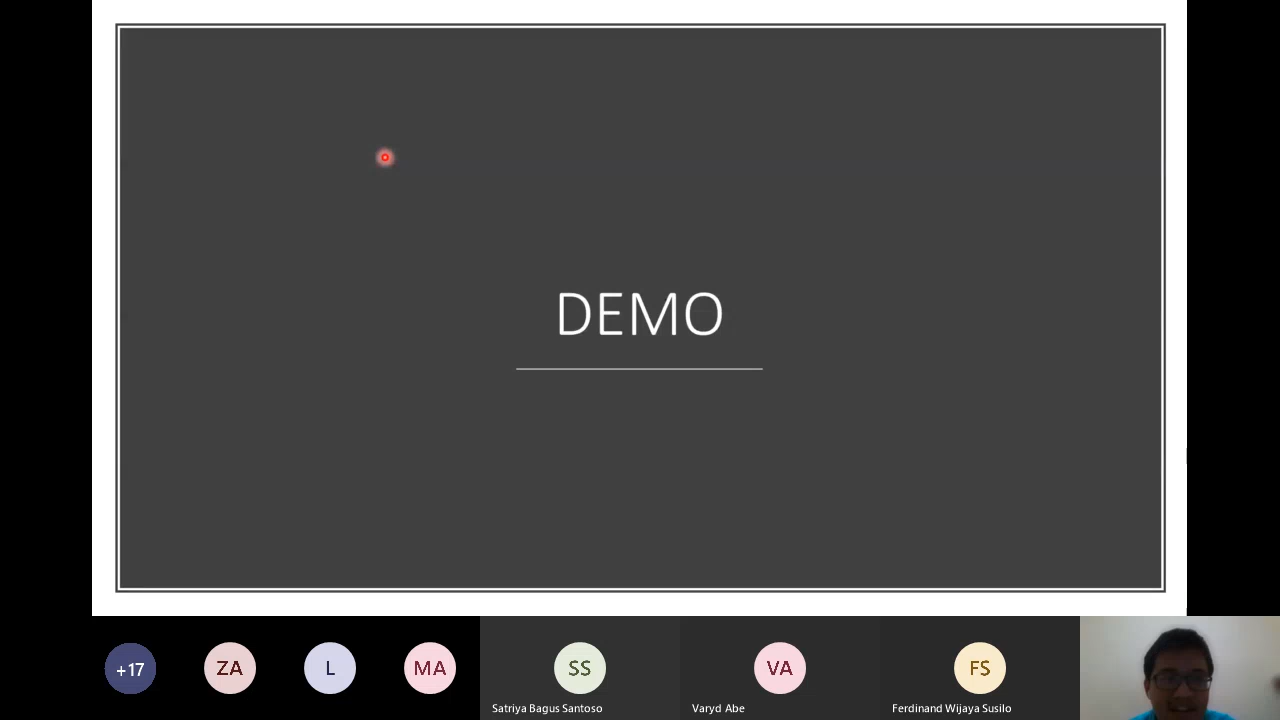 DEMO
+17
ZA
L
MA
SS
VA
FS
Satriya Bagus Santoso
Varyd Abe
Ferdinand Wijaya Susilo